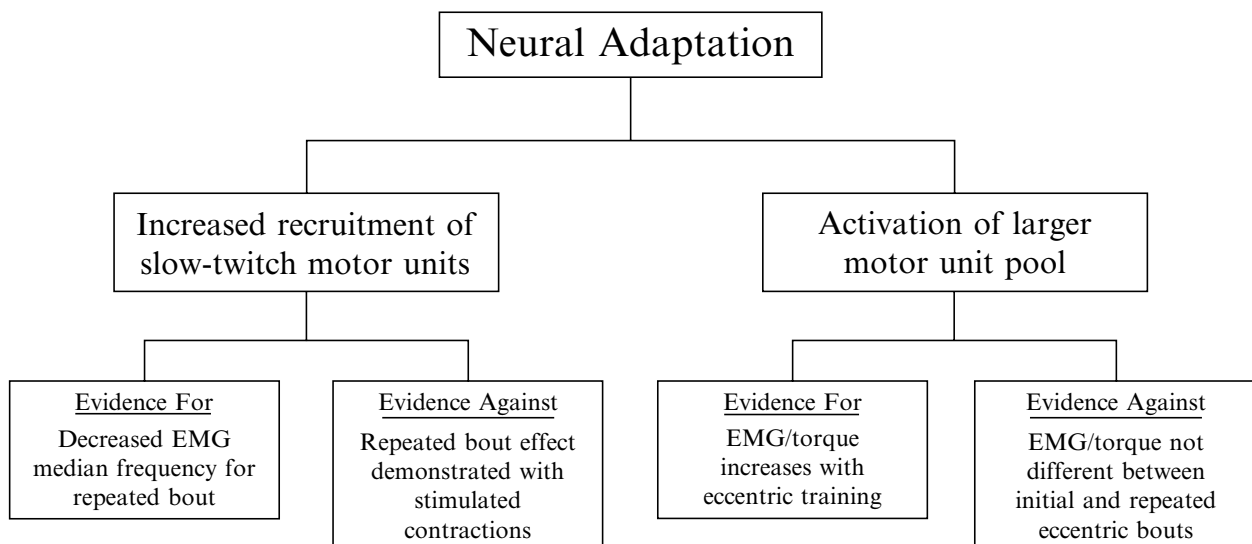 Neural Adaptation
Increased recruitment of
slow-twitch motor units
Activation of larger
motor unit pool
Evidence For
Decreased EMG
median frequency for
repeated bout
Evidence Against
Repeated bout effect
demonstrated with
stimulated
contractions
Evidence For
EMG/torque
increases with
eccentric training
Evidence Against
EMG/torque not
different between
initial and repeated
eccentric bouts